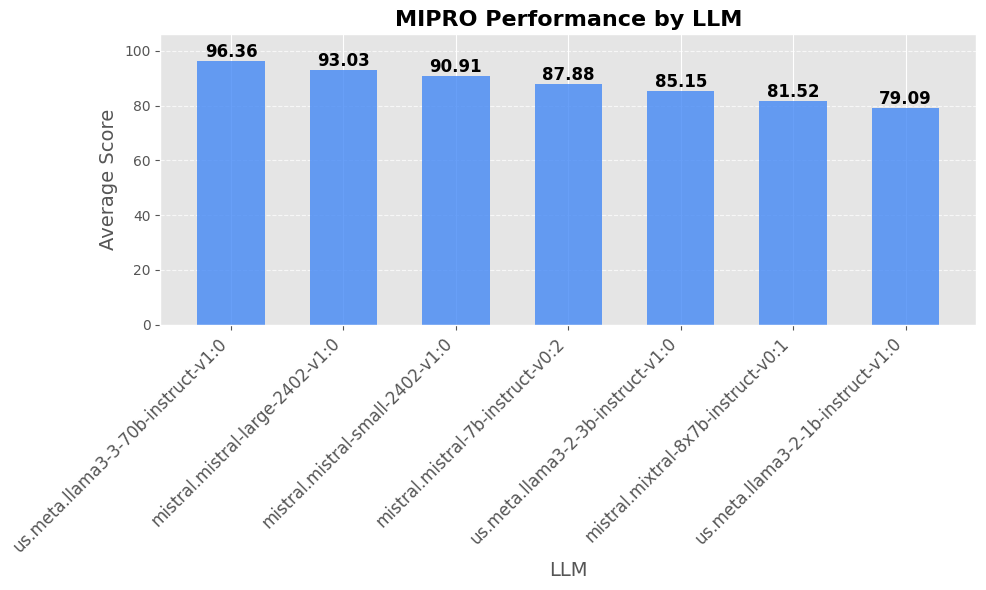 MIPRO Performance by LLM
Average Score
100
80
60
40
20
0
96.36
93.03
90.91
87.88
85.15
81.52
79.09
us.meta.llama3-3-70b-instruct-v1:0
mistral.mistral-large-2402-v1:0
mistral.mistral-small-2402-v1:0
mistral.mistral-7b-instruct-v0:2
us.meta.llama3-2-3b-instruct-v1:0
mistral.mixtral-8x7b-instruct-v0:1
us.meta.llama3-2-1b-instruct-v1:0
LLM